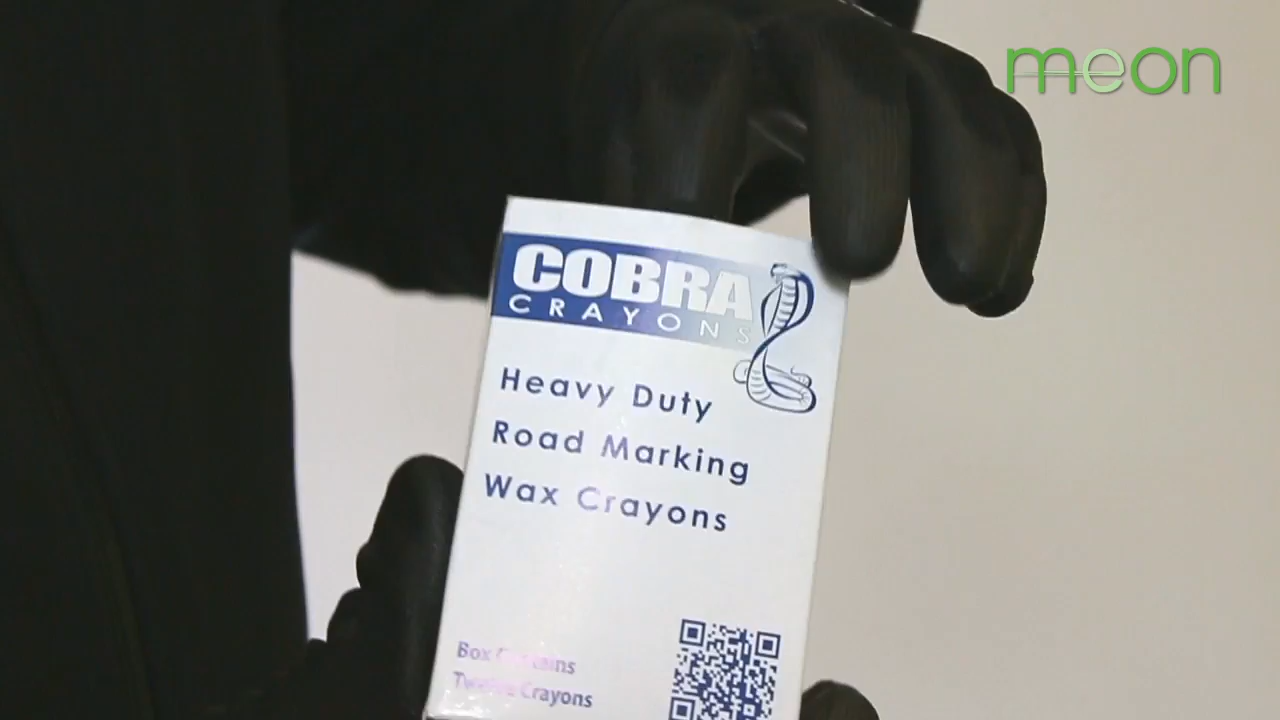 meon
COBRA
CRAYONS
Heavy Duty
Road Marking
Wax Crayons
Box Contains
Twelve Crayons